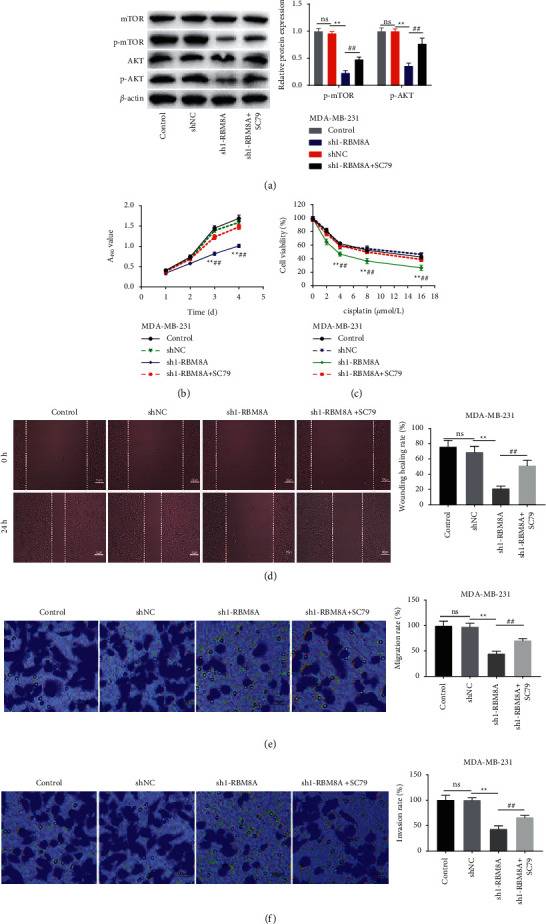 mTOR
p-mTOR
AKT
p-AKT
β-actin
Control
shNC
sh1-RBM8A
sh1-RBM8A+
SC79
Relative protein expression
1.5
1.0
0.5
0.0
ns
**
##
ns
**
##
p-mTOR
p-AKT
MDA-MB-231
Control
sh1-RBM8A
shNC
sh1-RBM8A+SC79
(a)
A450 value
2.0
1.5
1.0
0.5
0.0
0
1
2
3
4
5
**##
**##
Time (d)
MDA-MB-231
Control
shNC
sh1-RBM8A
sh1-RBM8A+SC79
(b)
Cell viability (%)
120
100
80
60
40
20
0
0
2
4
6
8
10
12
14
16
18
**##
**##
**##
cisplatin (μmol/L)
MDA-MB-231
Control
shNC
sh1-RBM8A
sh1-RBM8A+SC79
(c)
Control
shNC
sh1-RBM8A
sh1-RBM8A +SC79
0 h
24 h
MDA-MB-231
Wounding healing rate (%)
100
80
60
40
20
0
ns
**
##
Control
shNC
sh1-RBM8A
sh1-RBM8A+
SC79
(d)
Control
shNC
sh1-RBM8A
sh1-RBM8A+SC79
MDA-MB-231
Migration rate (%)
150
100
50
0
ns
**
##
Control
shNC
sh1-RBM8A
sh1-RBM8A+
SC79
(e)
Control
shNC
sh1-RBM8A
sh1-RBM8A +SC79
MDA-MB-231
Invasion rate (%)
150
100
50
0
ns
**
##
Control
shNC
sh1-RBM8A
sh1-RBM8A+
SC79
(f)